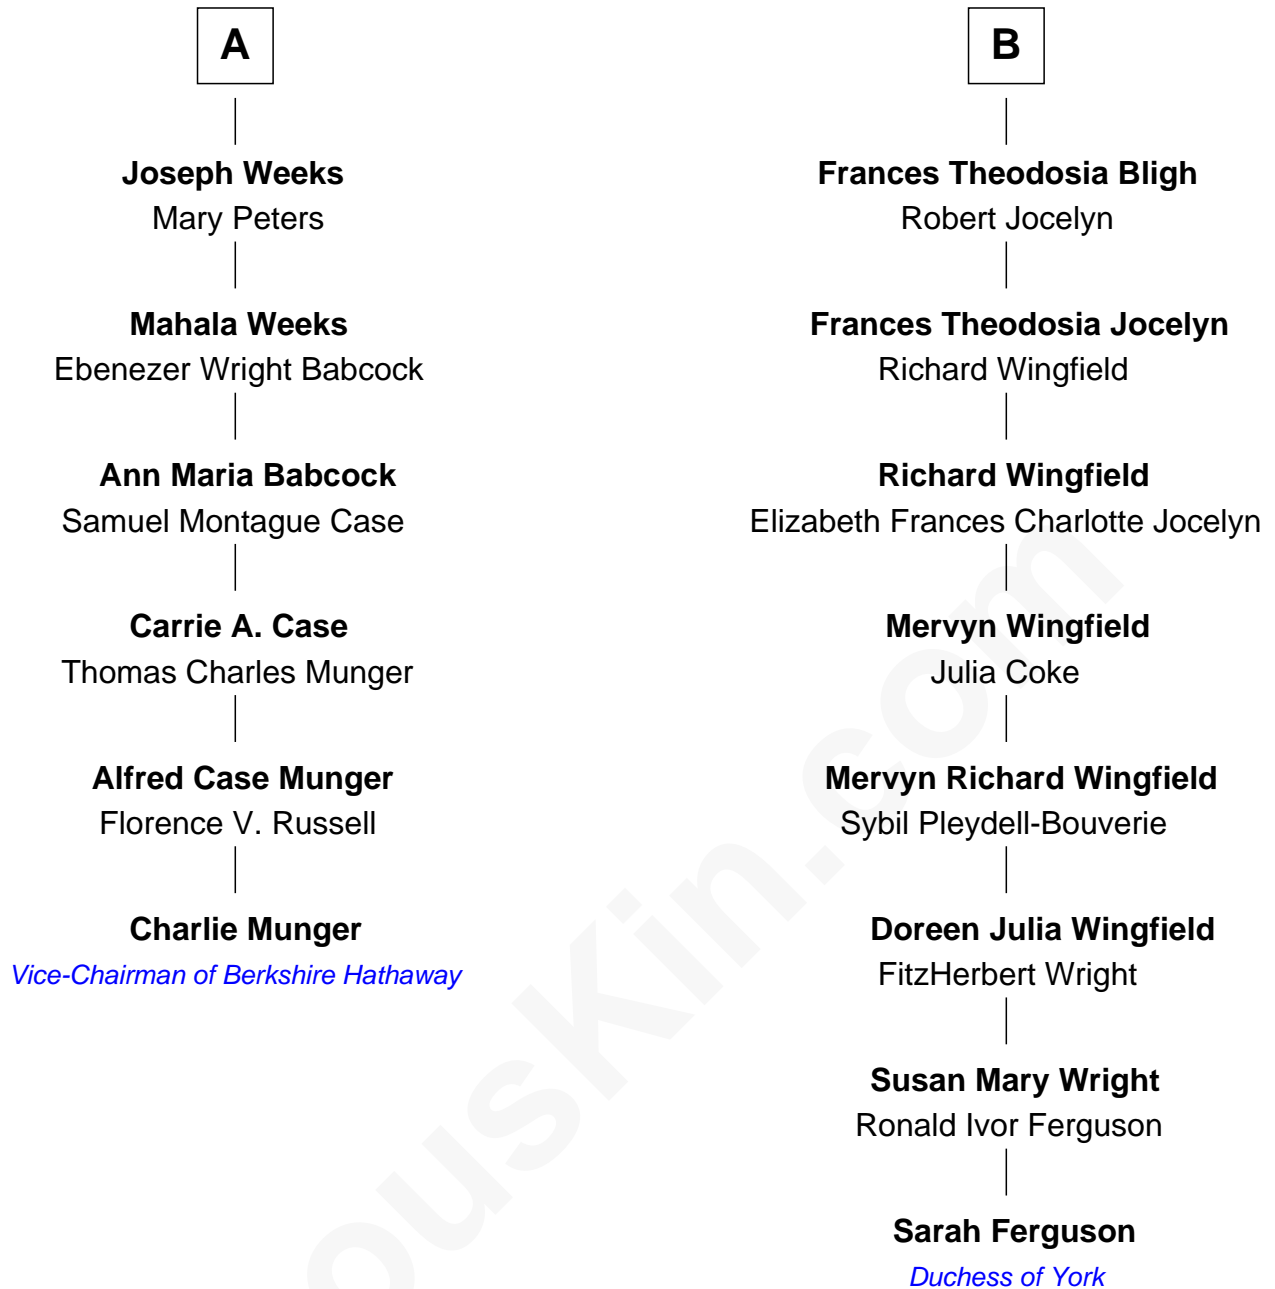 A
Joseph Weeks
Mary Peters
Mahala Weeks
Ebenezer Wright Babcock
Ann Maria Babcock
Samuel Montague Case
Carrie A. Case
Thomas Charles Munger
Alfred Case Munger
Florence V. Russell
Charlie Munger
Vice-Chairman of Berkshire Hathaway
B
Frances Theodosia Bligh
Robert Jocelyn
Frances Theodosia Jocelyn
Richard Wingfield
Richard Wingfield
Elizabeth Frances Charlotte Jocelyn
Mervyn Wingfield
Julia Coke
Mervyn Richard Wingfield
Sybil Pleydell-Bouverie
Doreen Julia Wingfield
FitzHerbert Wright
Susan Mary Wright
Ronald Ivor Ferguson
Sarah Ferguson
Duchess of York
ousKin.com